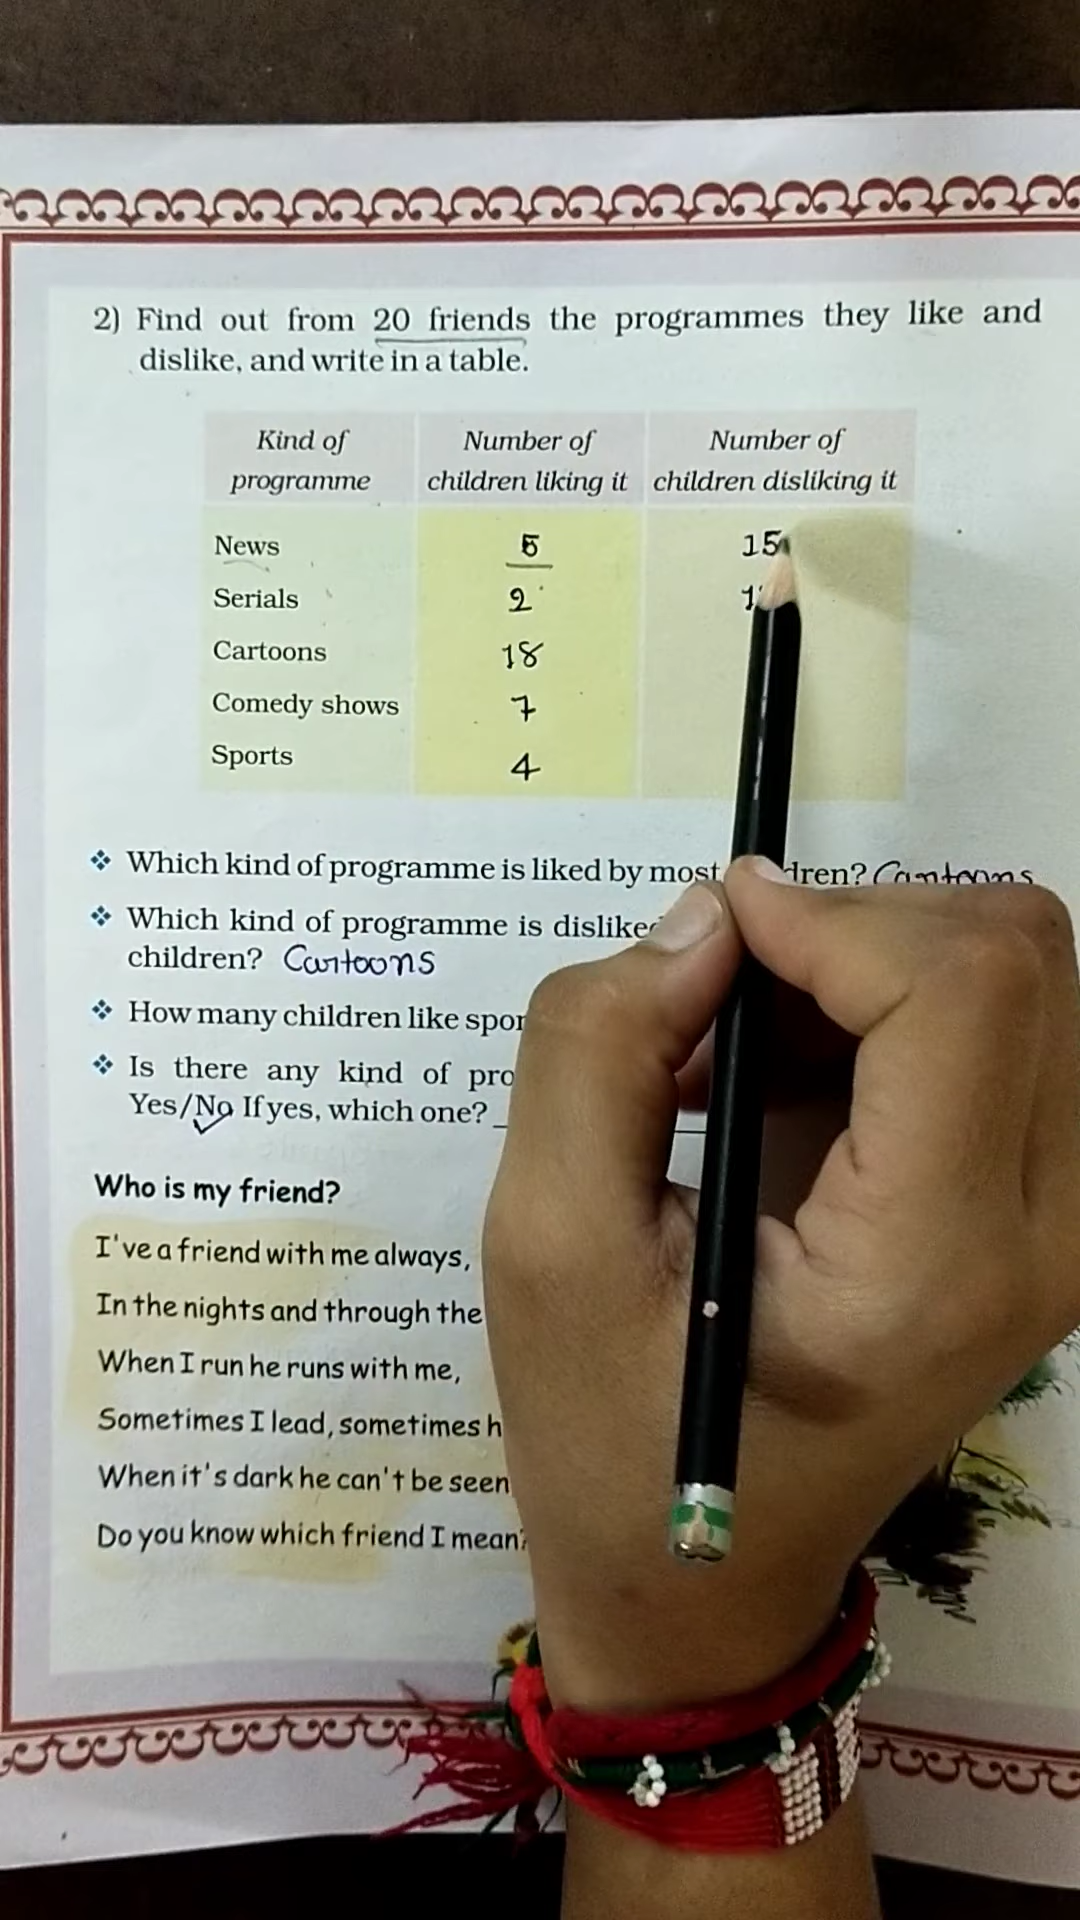 2) Find out from 20 friends the programmes they like and
dislike, and write in a table.
Kind of programme Number of children liking it Number of children disliking it
News 5 15
Serials 2
Cartoons 18
Comedy shows 7
Sports 4
❖ Which kind of programme is liked by most Cartoons
❖ Which kind of programme is
children? Cartoons
❖ How many children like
❖ Is there any kind of
Yes/No If yes, which one?
Who is my friend?
I've a friend with me always,
In the nights and through the
When I run he runs with me,
Sometimes I lead, sometimes
When it's dark he can't be seen
Do you know which friend I mean?